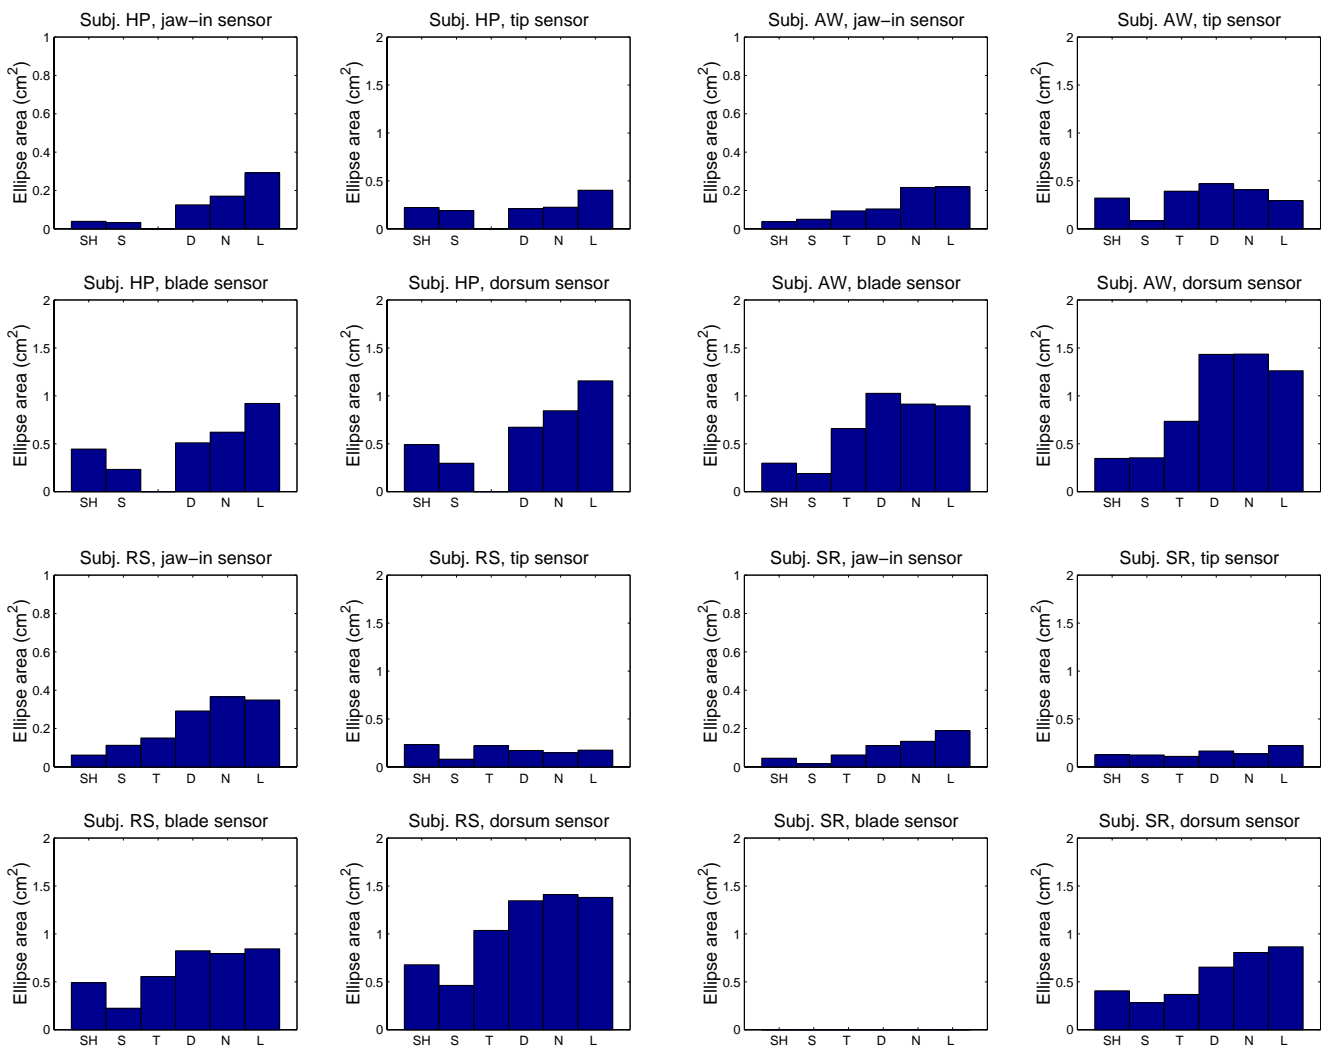 Subj. HP, jaw−in sensor
Ellipse area (cm2)
1
0.8
0.6
0.4
0.2
0
SH S D N L
Subj. HP, tip sensor
Ellipse area (cm2)
2
1.5
1
0.5
0
SH S D N L
Subj. AW, jaw−in sensor
Ellipse area (cm2)
1
0.8
0.6
0.4
0.2
0
SH S T D N L
Subj. AW, tip sensor
Ellipse area (cm2)
2
1.5
1
0.5
0
SH S T D N L
Subj. HP, blade sensor
Ellipse area (cm2)
2
1.5
1
0.5
0
SH S D N L
Subj. HP, dorsum sensor
Ellipse area (cm2)
2
1.5
1
0.5
0
SH S D N L
Subj. AW, blade sensor
Ellipse area (cm2)
2
1.5
1
0.5
0
SH S T D N L
Subj. AW, dorsum sensor
Ellipse area (cm2)
2
1.5
1
0.5
0
SH S T D N L
Subj. RS, jaw−in sensor
Ellipse area (cm2)
1
0.8
0.6
0.4
0.2
0
SH S T D N L
Subj. RS, tip sensor
Ellipse area (cm2)
2
1.5
1
0.5
0
SH S T D N L
Subj. SR, jaw−in sensor
Ellipse area (cm2)
1
0.8
0.6
0.4
0.2
0
SH S T D N L
Subj. SR, tip sensor
Ellipse area (cm2)
2
1.5
1
0.5
0
SH S T D N L
Subj. RS, blade sensor
Ellipse area (cm2)
2
1.5
1
0.5
0
SH S T D N L
Subj. RS, dorsum sensor
Ellipse area (cm2)
2
1.5
1
0.5
0
SH S T D N L
Subj. SR, blade sensor
Ellipse area (cm2)
2
1.5
1
0.5
0
SH S T D N L
Subj. SR, dorsum sensor
Ellipse area (cm2)
2
1.5
1
0.5
0
SH S T D N L